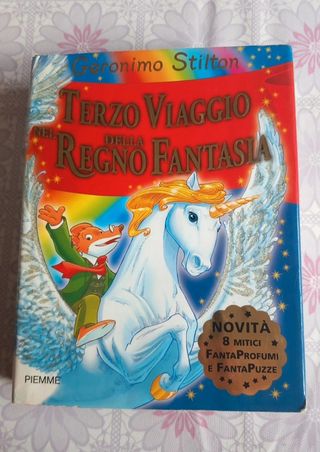 Geronimo Stilton
TERZO VIAGGIO
NEL REGNO DELLA FANTASIA
NOVITÀ
8 MITICI
FANTAPROFUMI
E FANTAPUZZE
PIEMME